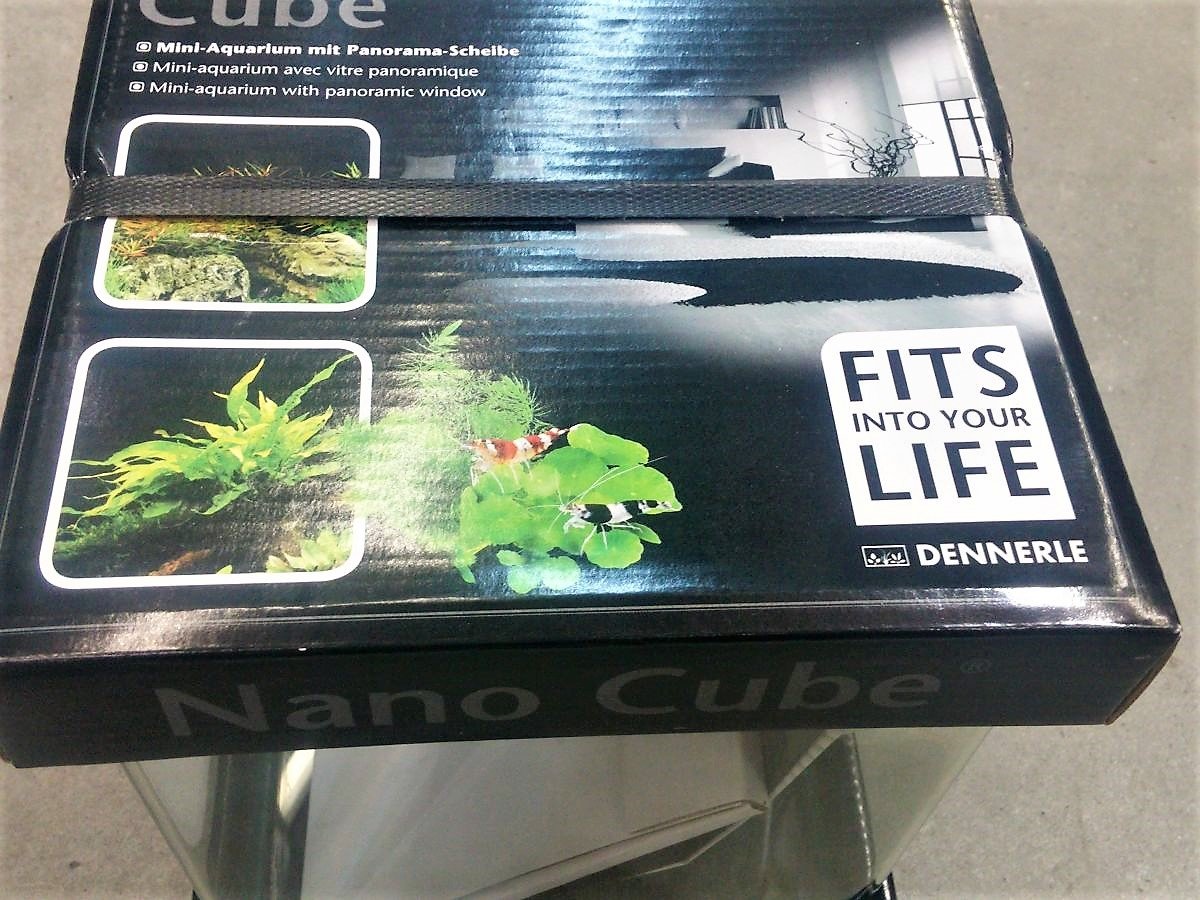 Cube
Mini-Aquarium mit Panorama-Scheibe
Mini-aquarium avec vitre panoramique
Mini-aquarium with panoramic window
FITS
INTO YOUR
LIFE
DENNERLE
Nano Cube®